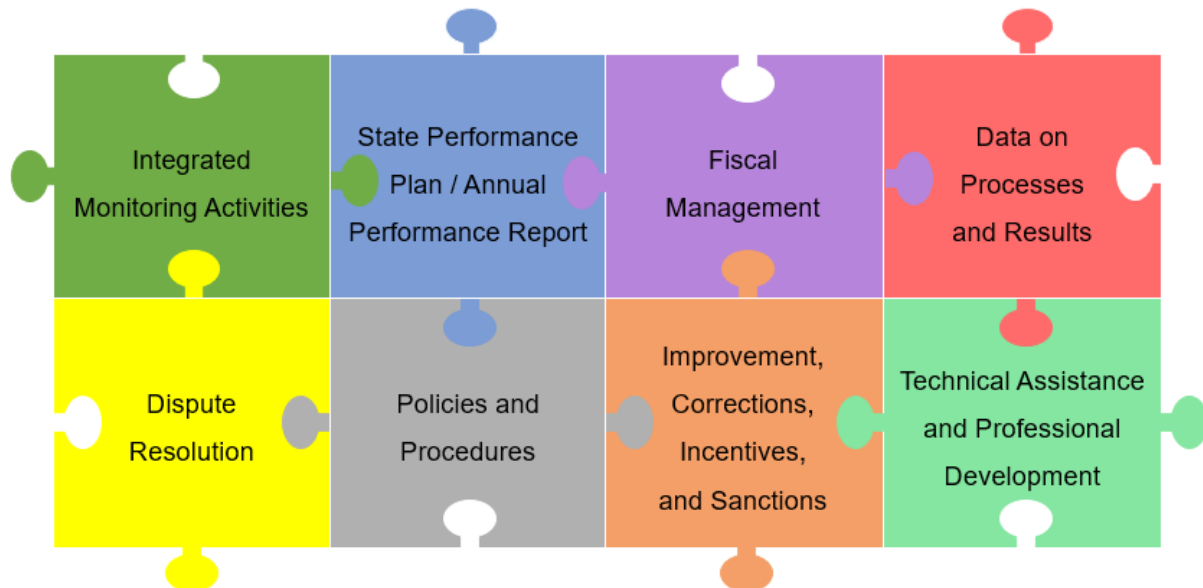 Integrated
Monitoring Activities
State Performance
Plan / Annual
Performance Report
Fiscal
Management
Data on
Processes
and Results
Dispute
Resolution
Policies and
Procedures
Improvement,
Corrections,
Incentives,
and Sanctions
Technical Assistance
and Professional
Development